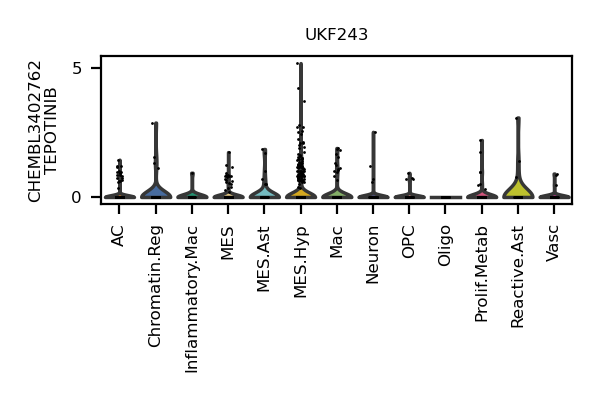 UKF243
CHEMBL3402762
TEPOTINIB
5
0
AC
Chromatin.Reg
Inflammatory.Mac
MES
MES.Ast
MES.Hyp
Mac
Neuron
OPC
Oligo
Prolif.Metab
Reactive.Ast
Vasc